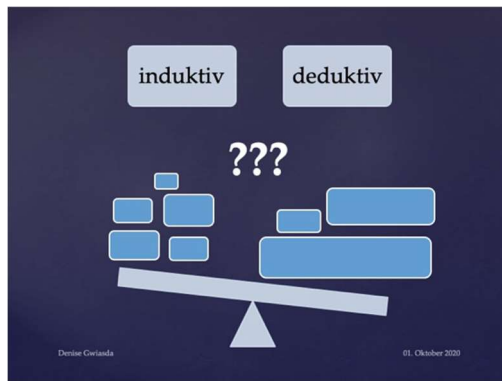 induktiv
deduktiv
???
Denise Gwiasda
01. Oktober 2020